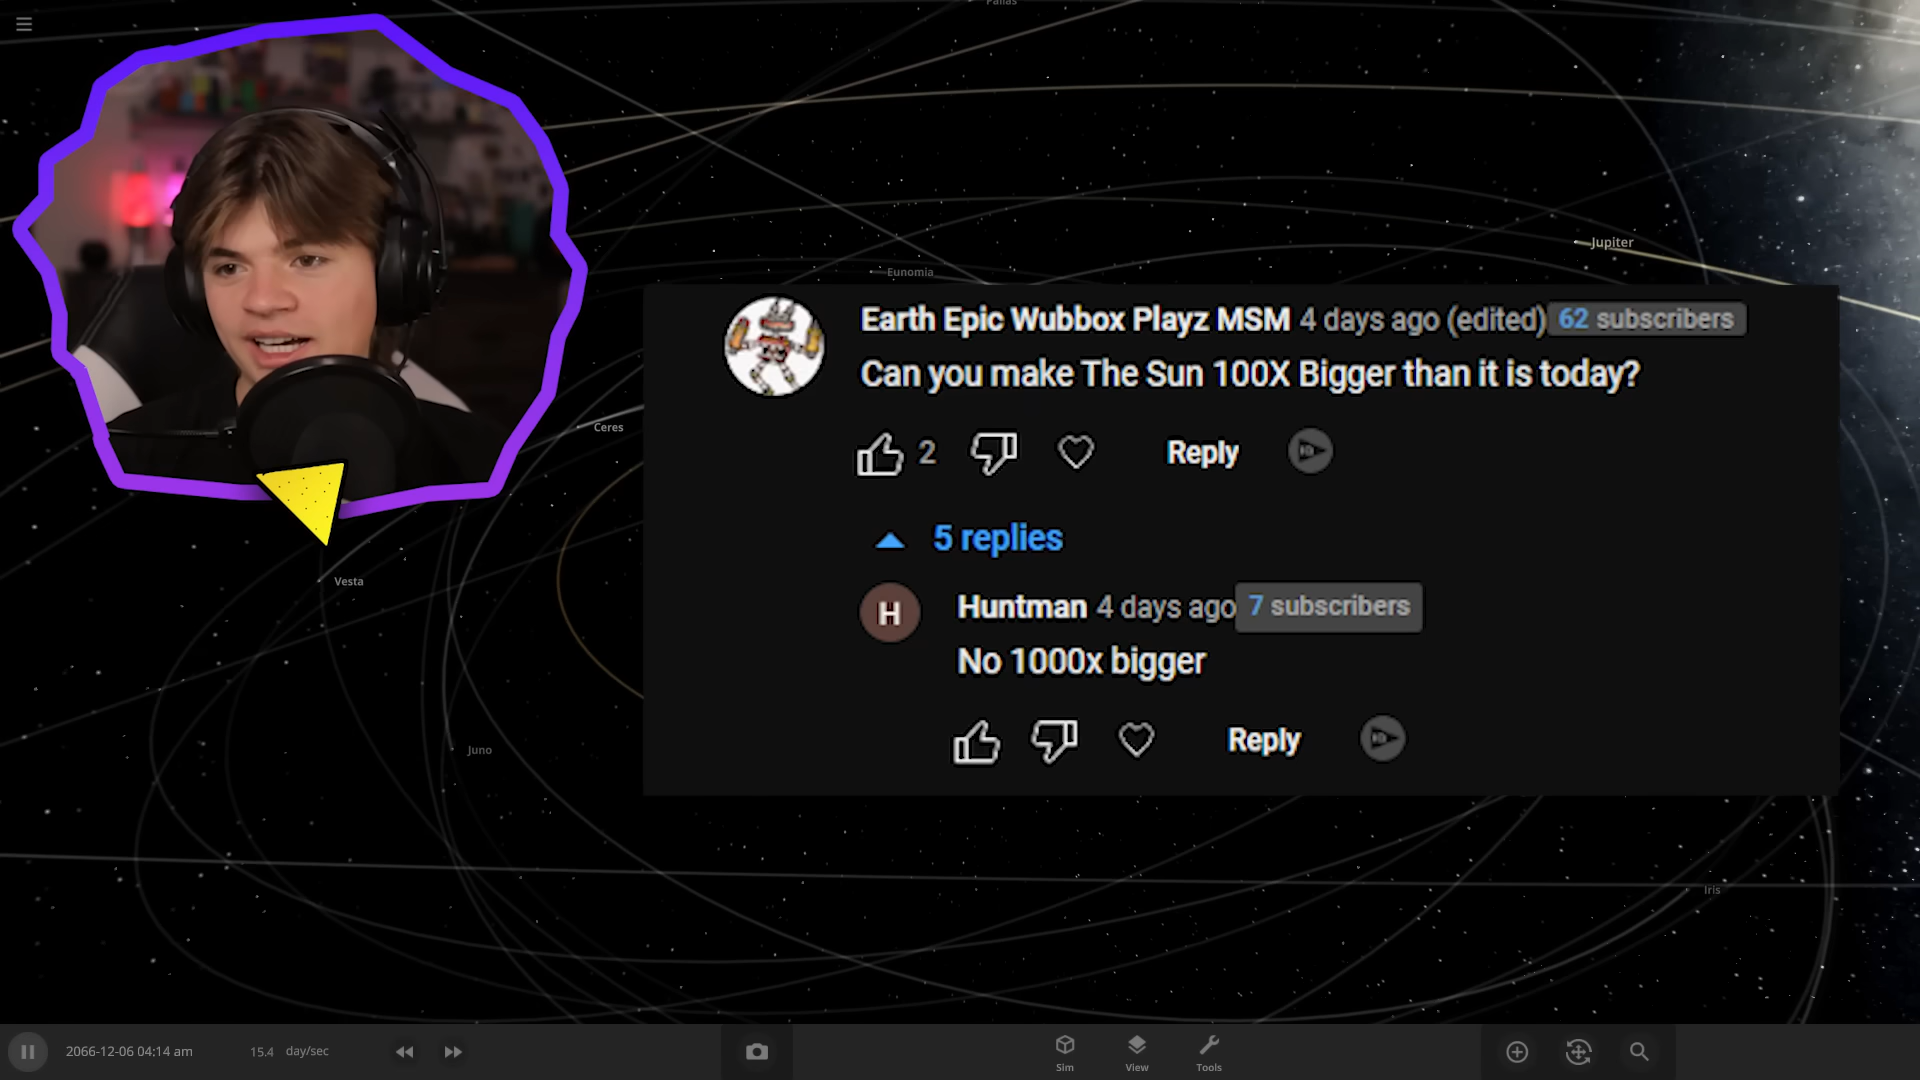 Pallas
Jupiter
Eunomia
Earth Epic Wubbox Playz MSM 4 days ago (edited) 62 subscribers
Can you make The Sun 100X Bigger than it is today?
Ceres
2
Reply
5 replies
Vesta
H
Huntman 4 days ago 7 subscribers
No 1000x bigger
Juno
Reply
Iris
2066-12-06 04:14 am
15.4 day/sec
Sim
View
Tools